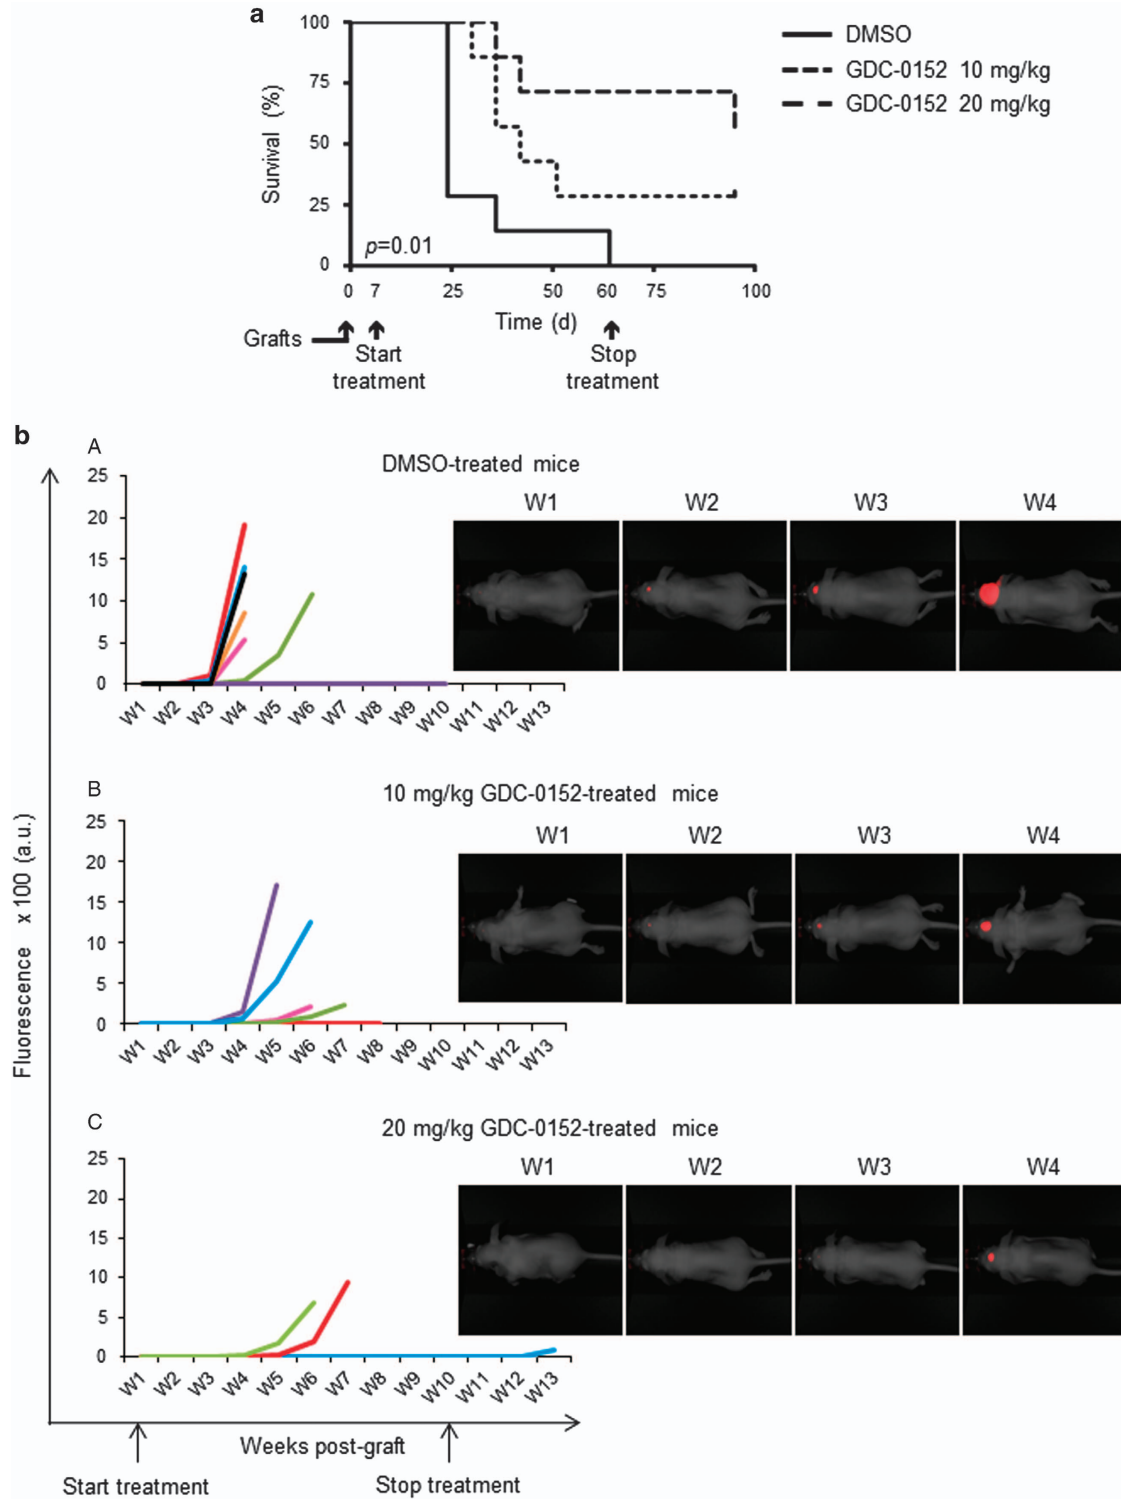 a
100
75
50
25
0
Survival (%)
p=0.01
0 7 25 50 60 75 100
Time (d)
Grafts
Start
treatment
Stop
treatment
DMSO
GDC-0152 10 mg/kg
GDC-0152 20 mg/kg
b
Fluorescence x100 (a.u.)
A
DMSO-treated mice
25
20
15
10
5
0
W1 W2 W3 W4 W5 W6 W7 W8 W9 W10 W11 W12 W13
W1 W2 W3 W4
B
10 mg/kg GDC-0152-treated mice
25
20
15
10
5
0
W1 W2 W3 W4 W5 W6 W7 W8 W9 W10 W11 W12 W13
W1 W2 W3 W4
C
20 mg/kg GDC-0152-treated mice
25
20
15
10
5
0
W1 W2 W3 W4 W5 W6 W7 W8 W9 W10 W11 W12 W13
W1 W2 W3 W4
Weeks post-graft
Start treatment
Stop treatment